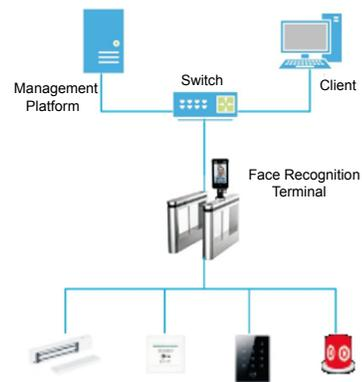 Switch
Management
Platform
Client
Face Recognition
Terminal